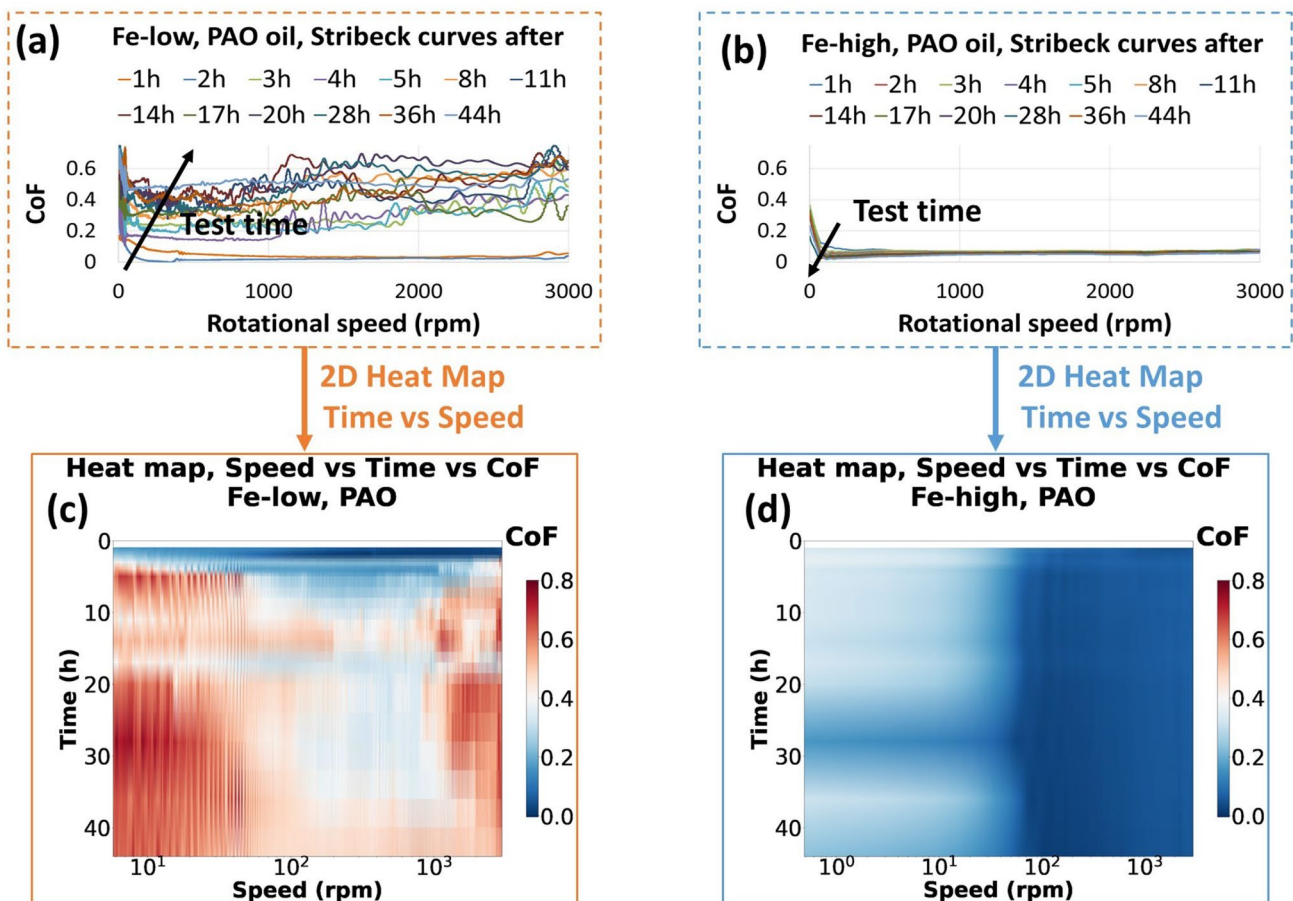 (a)
Fe-low, PAO oil, Stribeck curves after
1h 2h 3h 4h 5h 8h 11h
14h 17h 20h 28h 36h 44h
CoF
0.6
0.4
0.2
0
Test time
0 1000 2000 3000
Rotational speed (rpm)
(b)
Fe-high, PAO oil, Stribeck curves after
1h 2h 3h 4h 5h 8h 11h
14h 17h 20h 28h 36h 44h
CoF
0.6
0.4
0.2
0
Test time
0 1000 2000 3000
Rotational speed (rpm)
2D Heat Map
Time vs Speed
2D Heat Map
Time vs Speed
Heat map, Speed vs Time vs CoF
Fe-low, PAO
(c)
CoF
Time (h)
0
10
20
30
40
0.8
0.6
0.4
0.2
0.0
10¹ 10² 10³
Speed (rpm)
Heat map, Speed vs Time vs CoF
Fe-high, PAO
(d)
CoF
Time (h)
0
10
20
30
40
0.8
0.6
0.4
0.2
0.0
10⁰ 10¹ 10² 10³
Speed (rpm)